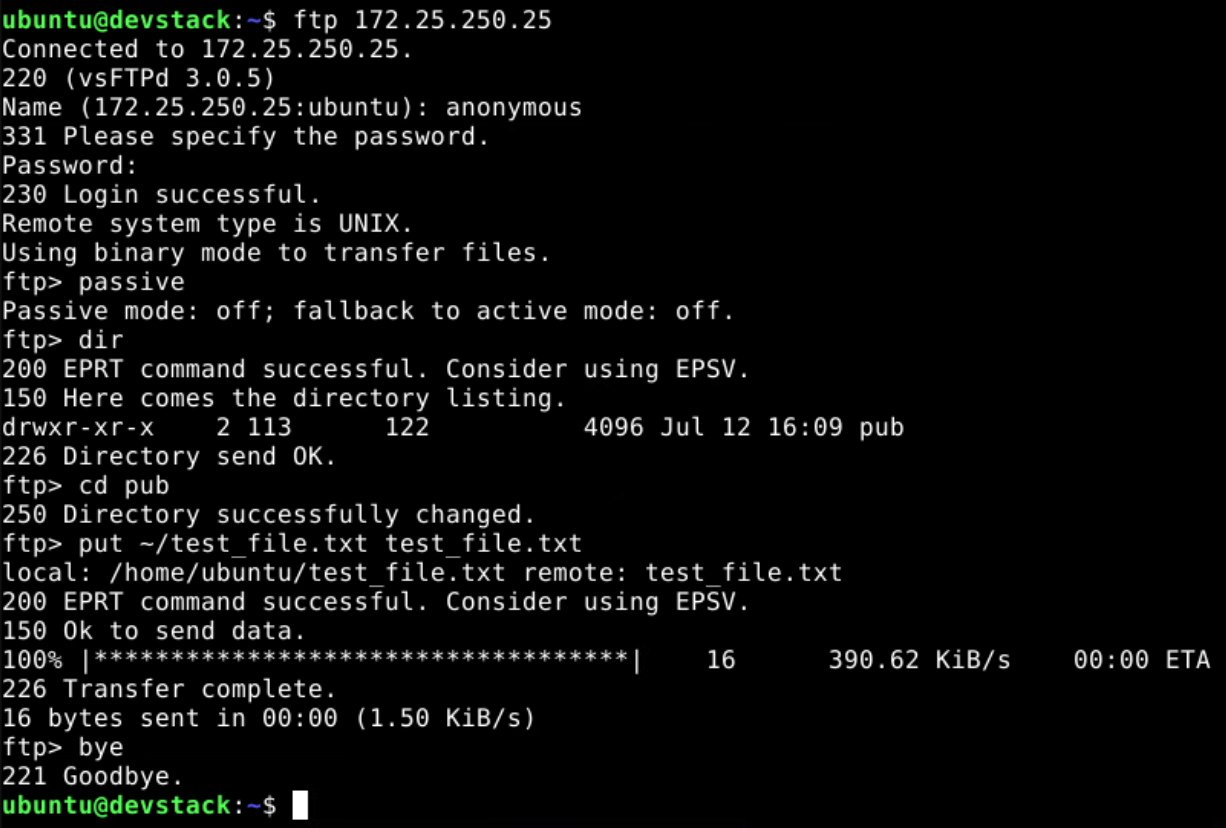 ubuntu@devstack:~$ ftp 172.25.250.25
Connected to 172.25.250.25.
220 (vsFTPd 3.0.5)
Name (172.25.250.25:ubuntu): anonymous
331 Please specify the password.
Password:
230 Login successful.
Remote system type is UNIX.
Using binary mode to transfer files.
ftp> passive
Passive mode: off; fallback to active mode: off.
ftp> dir
200 EPRT command successful. Consider using EPSV.
150 Here comes the directory listing.
drwxr-xr-x    2 113      122          4096 Jul 12 16:09 pub
226 Directory send OK.
ftp> cd pub
250 Directory successfully changed.
ftp> put ~/test_file.txt test_file.txt
local: /home/ubuntu/test_file.txt remote: test_file.txt
200 EPRT command successful. Consider using EPSV.
150 Ok to send data.
100% |***********************************|    16      390.62 KiB/s    00:00 ETA
226 Transfer complete.
16 bytes sent in 00:00 (1.50 KiB/s)
ftp> bye
221 Goodbye.
ubuntu@devstack:~$